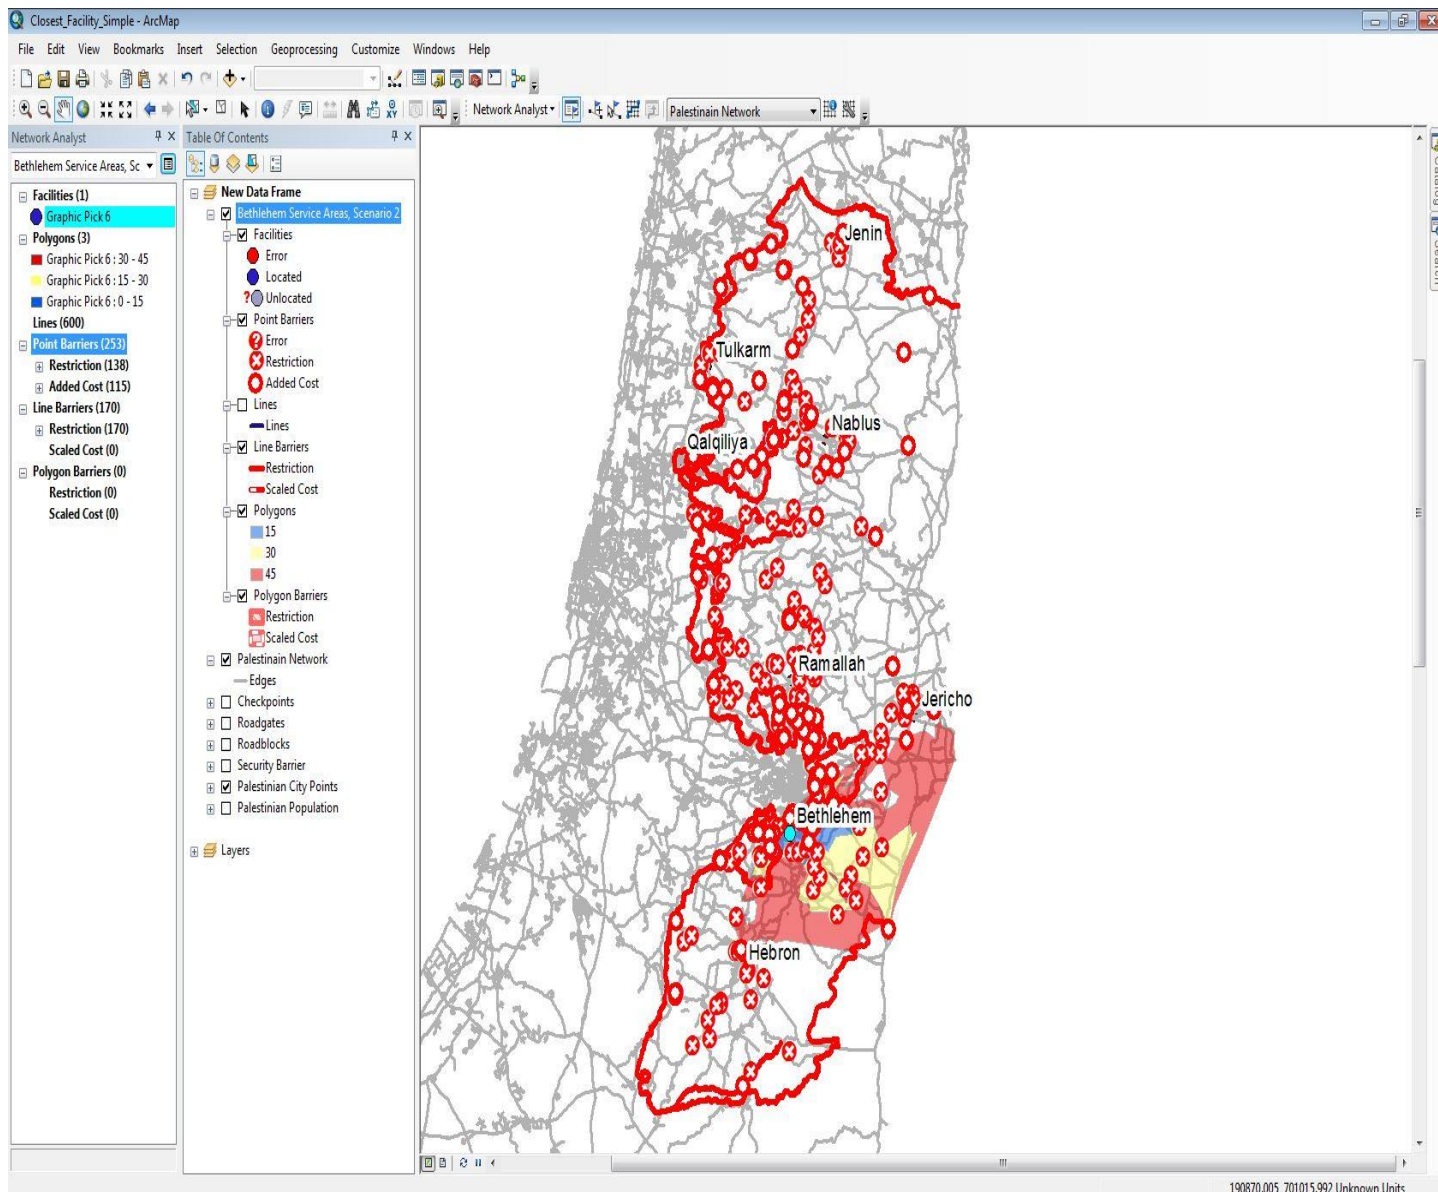 Closest_Facility_Simple - ArcMap
File Edit View Bookmarks Insert Selection Geoprocessing Customize Windows Help
Network Analyst Palestinain Network
Network Analyst
Bethlehem Service Areas, Sc
Facilities (1)
Graphic Pick 6
Polygons (3)
Graphic Pick 6 : 30 - 45
Graphic Pick 6 : 15 - 30
Graphic Pick 6 : 0 - 15
Lines (600)
Point Barriers (253)
Restriction (138)
Added Cost (115)
Line Barriers (170)
Restriction (170)
Scaled Cost (0)
Polygon Barriers (0)
Restriction (0)
Scaled Cost (0)
Table Of Contents
New Data Frame
Bethlehem Service Areas, Scenario 2
Facilities
Error
Located
Unlocated
Point Barriers
Error
Restriction
Added Cost
Lines
Lines
Line Barriers
Restriction
Scaled Cost
Polygons
15
30
45
Polygon Barriers
Restriction
Scaled Cost
Palestinain Network
Edges
Checkpoints
Roadgates
Roadblocks
Security Barrier
Palestinian City Points
Palestinian Population
Layers
Jenin
Tulkarm
Nablus
Qalqiliya
Ramallah
Jericho
Bethlehem
Hebron
Catalog
Search
190870.005 701015.992 Unknown Units